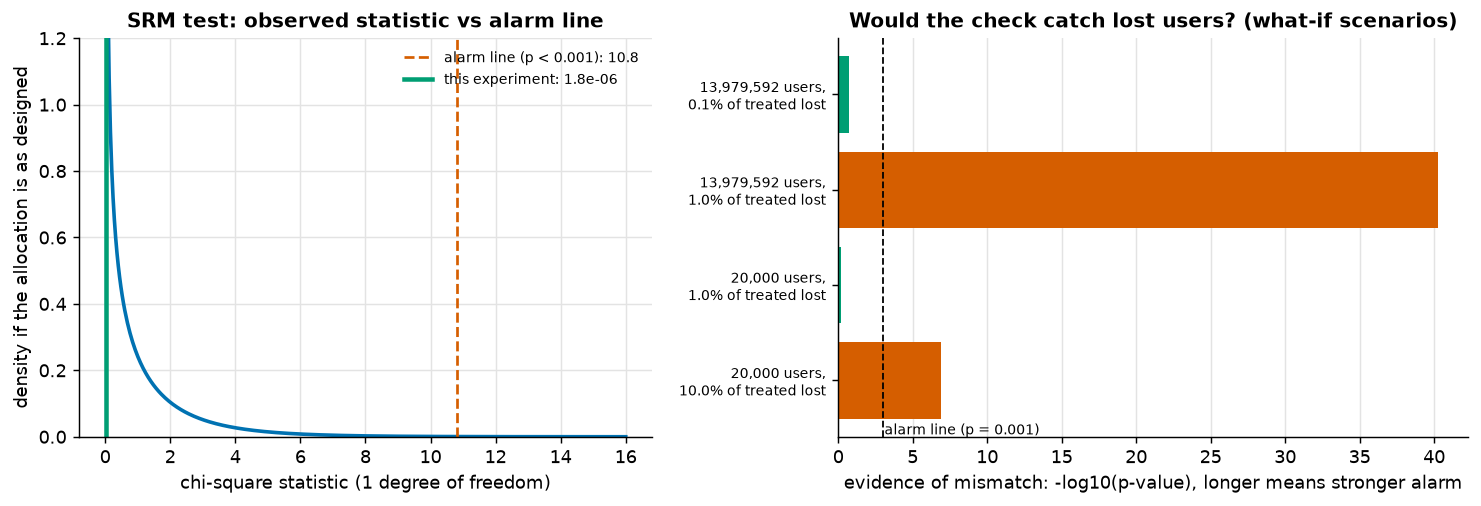 SRM test: observed statistic vs alarm line
1.2
1.0
0.8
0.6
0.4
0.2
0.0
density if the allocation is as designed
alarm line (p < 0.001): 10.8
this experiment: 1.8e-06
0 2 4 6 8 10 12 14 16
chi-square statistic (1 degree of freedom)
Would the check catch lost users? (what-if scenarios)
13,979,592 users,
0.1% of treated lost
13,979,592 users,
1.0% of treated lost
20,000 users,
1.0% of treated lost
20,000 users,
10.0% of treated lost
alarm line (p = 0.001)
0 5 10 15 20 25 30 35 40
evidence of mismatch: -log10(p-value), longer means stronger alarm